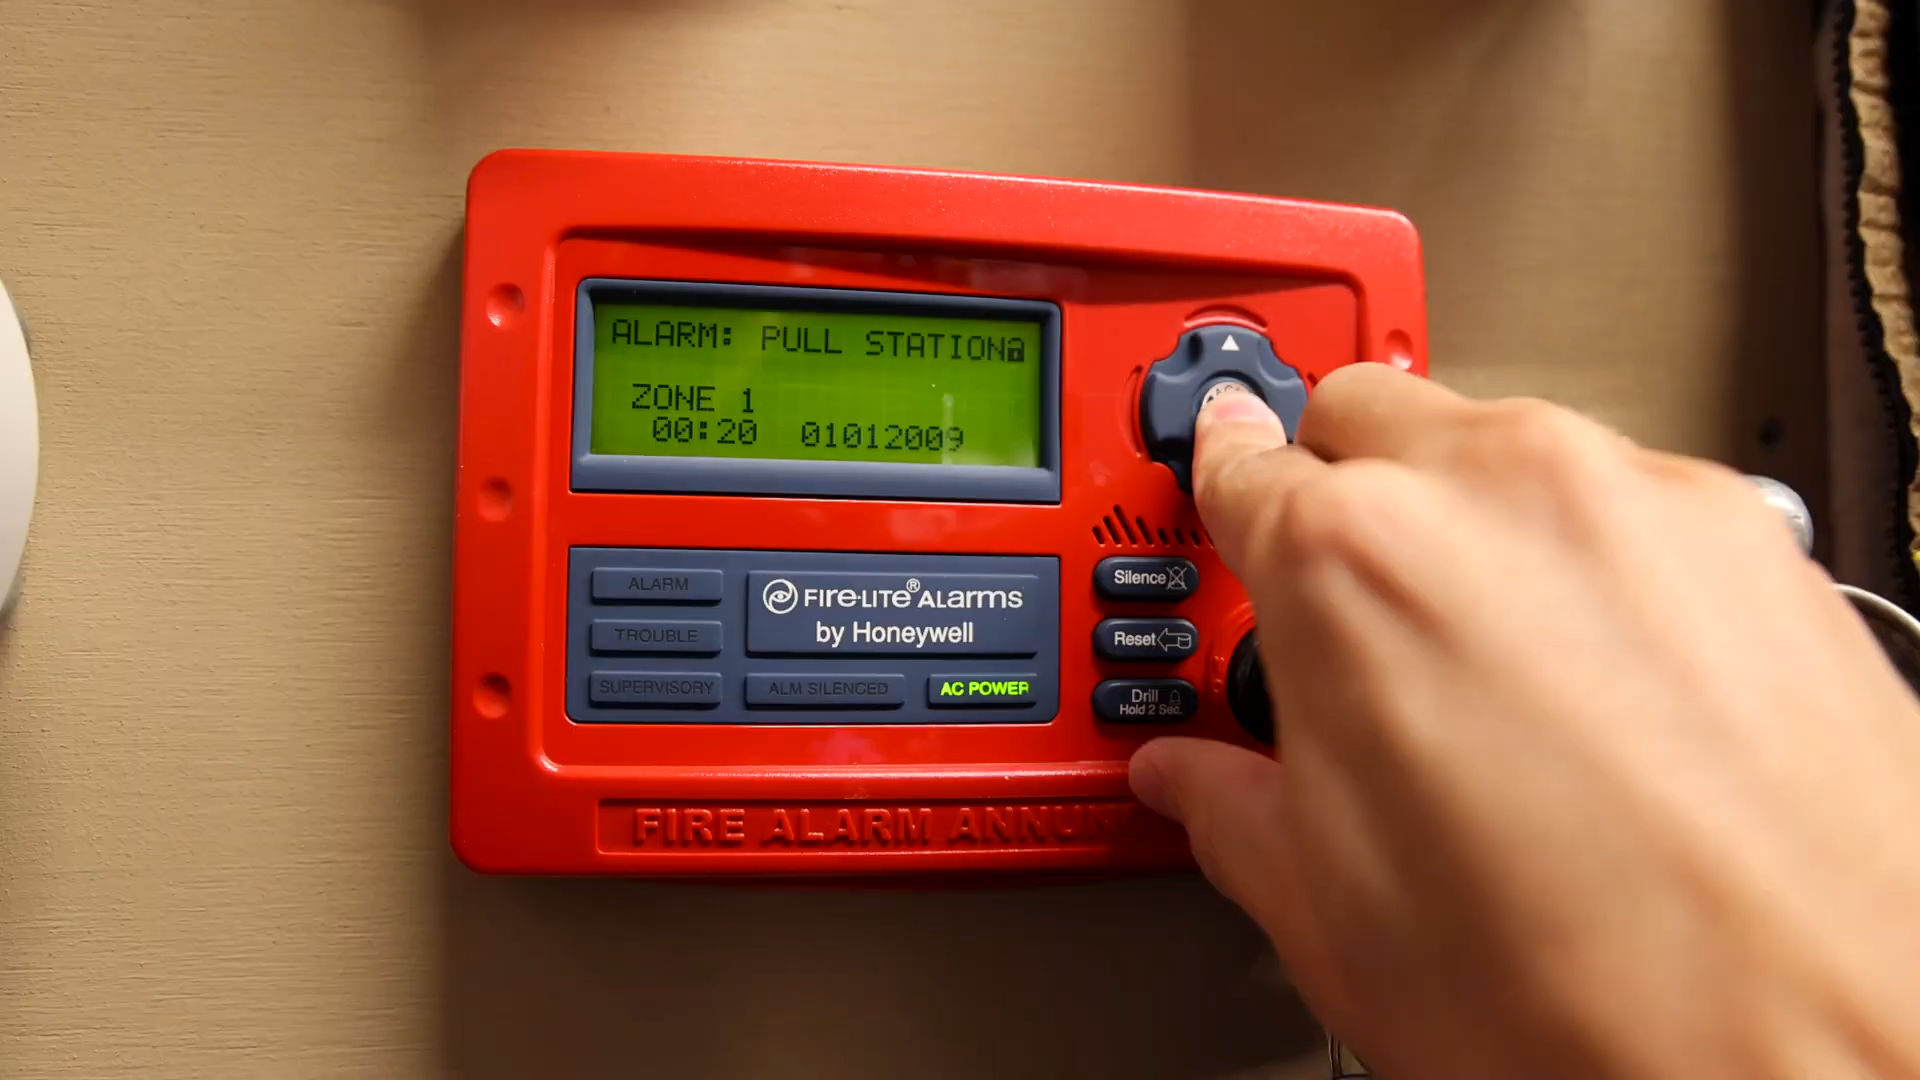 ALARM: PULL STATION
ZONE 1
00:20 01012009
ALARM
TROUBLE
SUPERVISORY
FIRE·LITE® ALARMS
by Honeywell
ALM SILENCED
AC POWER
Silence
Reset
Drill
Hold 2 Sec.
FIRE ALARM